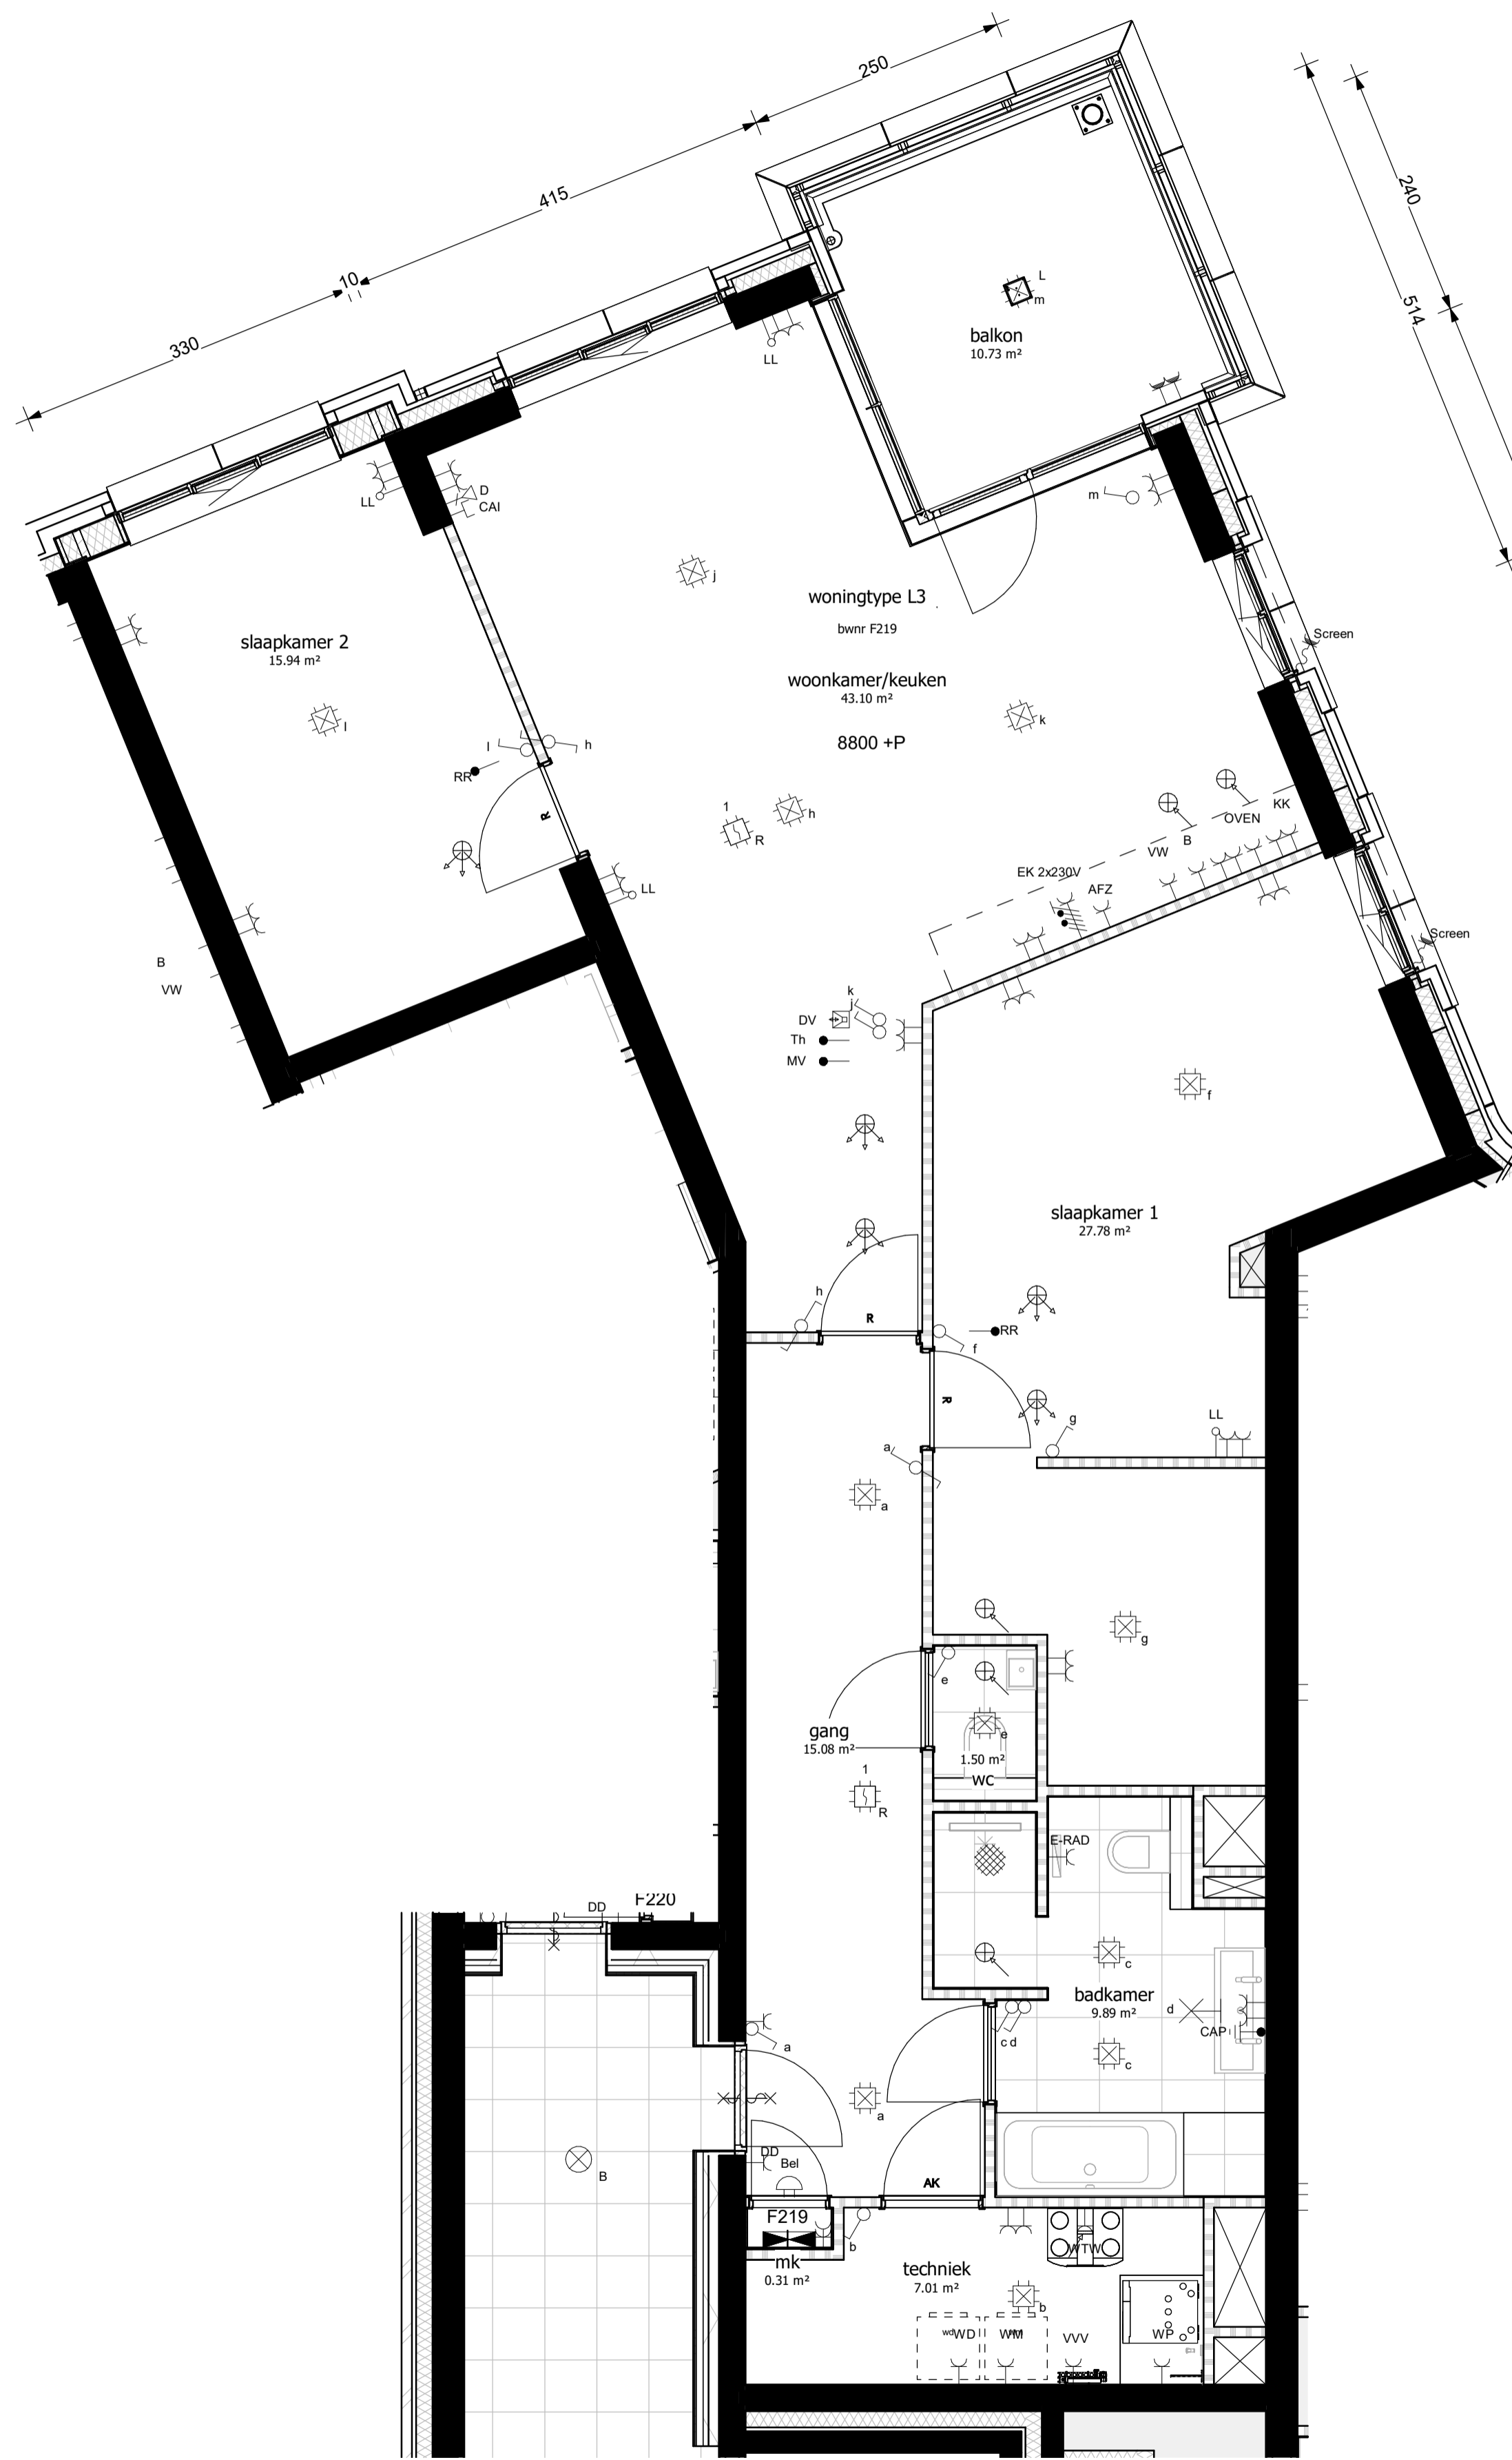 250
415
10
330
240
514
L
m
balkon
10.73 m²
LL
LL
D
CAI
m
j
woningtype L3
bwnr F219
Screen
slaapkamer 2
15.94 m²
woonkamer/keuken
43.10 m²
l
k
8800 +P
l
h
RR
R
1
R
h
KK
OVEN
B
VW
EK 2x230V
AFZ
LL
Screen
B
VW
k
j
DV
Th
MV
f
slaapkamer 1
27.78 m²
h
R
RR
f
R
g
LL
a
a
g
e
gang
15.08 m²
e
1.50 m²
WC
1
R
E-RAD
F220
DD
c
badkamer
9.89 m²
d
CAP
c d
a
c
a
B
DD
Bel
AK
F219
b
WTW
mk
0.31 m²
techniek
7.01 m²
b
wd WD
WM
VVV
WP